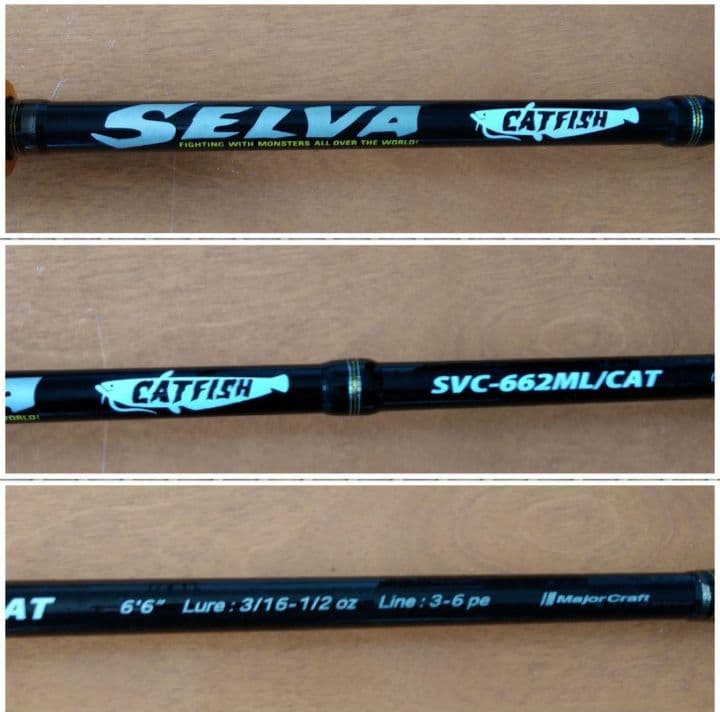 SELVA CATFISH
FIGHTING WITH MONSTERS ALL OVER THE WORLD!
A CATFISH SVC-662ML/CAT
WORLD!
AT 6'6" Lure : 3/16-1/2 oz Line : 3-6 pe MajorCraft